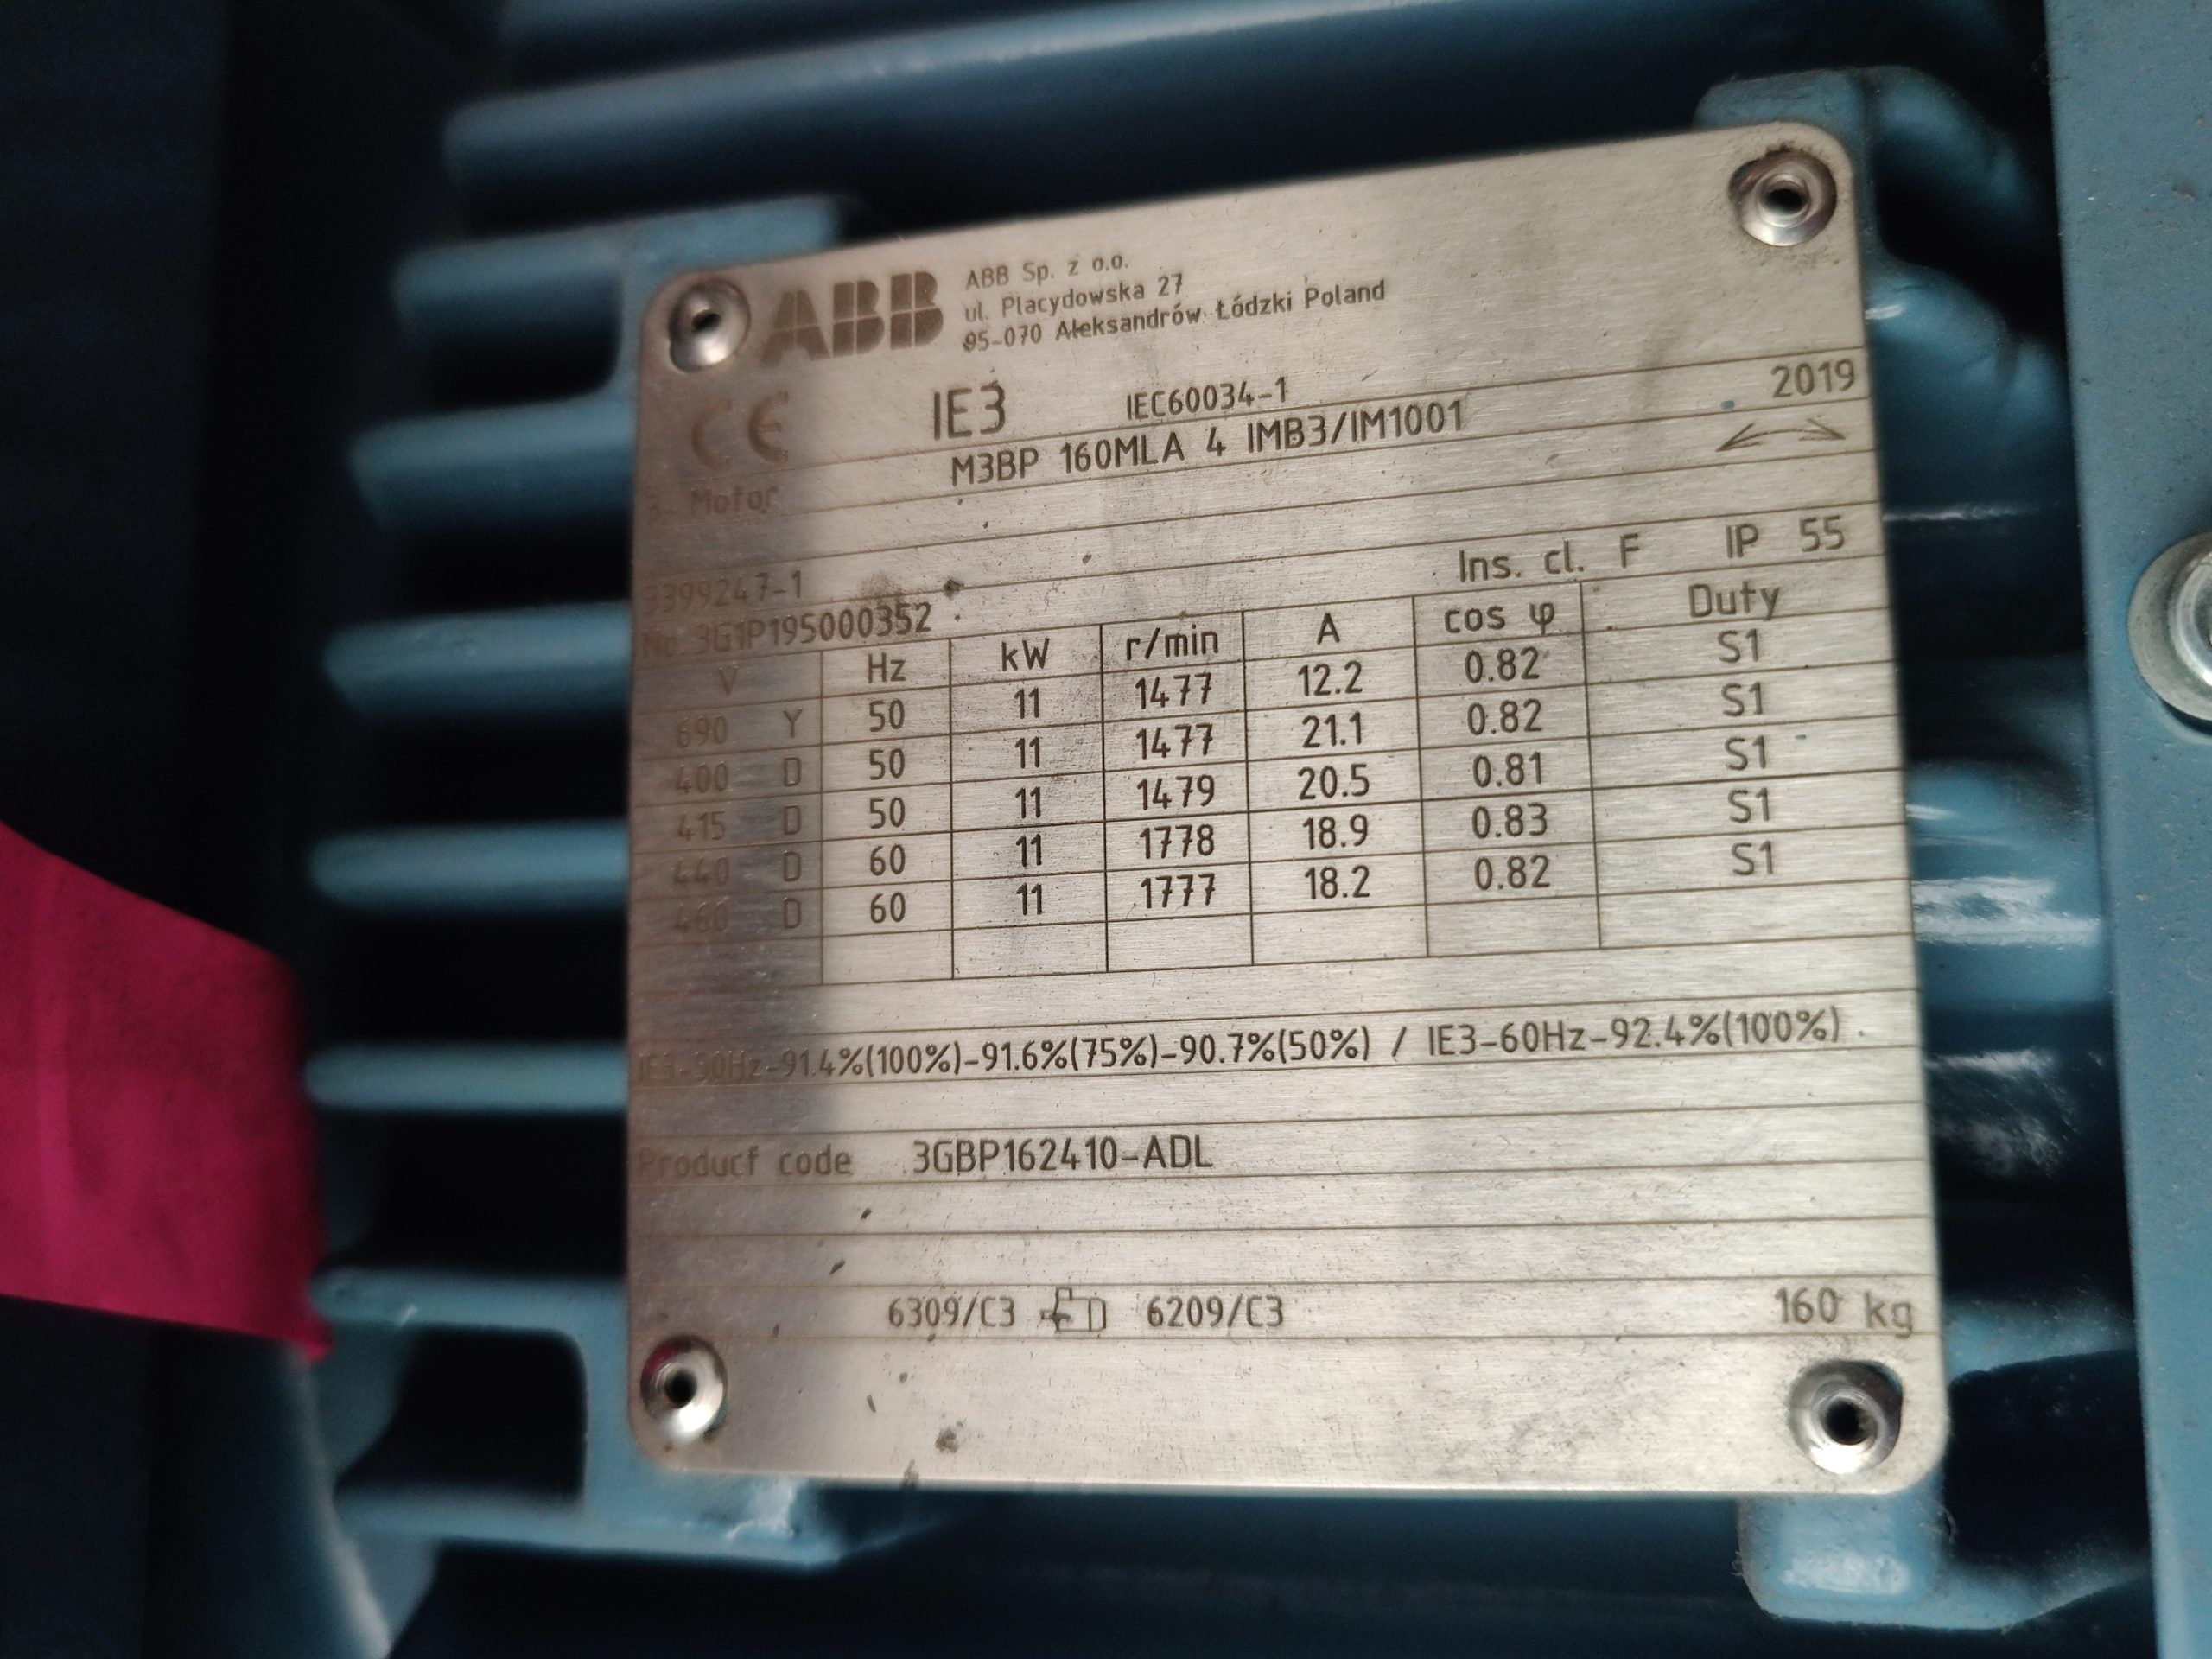 ABB
ABB Sp. z o.o.
ul. Placydowska 27
95-070 Aleksandrów Łódzki Poland
CE IE3 IEC60034-1 2019
3~ Motor M3BP 160MLA 4 IMB3/IM1001
3399247-1 Ins. cl. F IP 55
No 3G1P195000352
V Hz kW r/min A cos φ Duty
690 Y 50 11 1477 12.2 0.82 S1
400 D 50 11 1477 21.1 0.82 S1
415 D 50 11 1479 20.5 0.81 S1
440 D 60 11 1778 18.9 0.83 S1
460 D 60 11 1777 18.2 0.82 S1
IE3-50Hz-91.4%(100%)-91.6%(75%)-90.7%(50%) / IE3-60Hz-92.4%(100%)
Product code 3GBP162410-ADL
6309/C3 6209/C3 160 kg